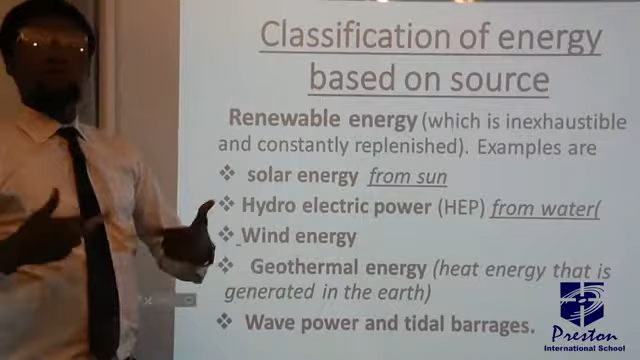 Classification of energy
based on source
Renewable energy (which is inexhaustible
and constantly replenished). Examples are
❖ solar energy from sun
❖ Hydro electric power (HEP) from water(
❖ Wind energy
❖ Geothermal energy (heat energy that is
generated in the earth)
❖ Wave power and tidal barrages.
Preston
International School